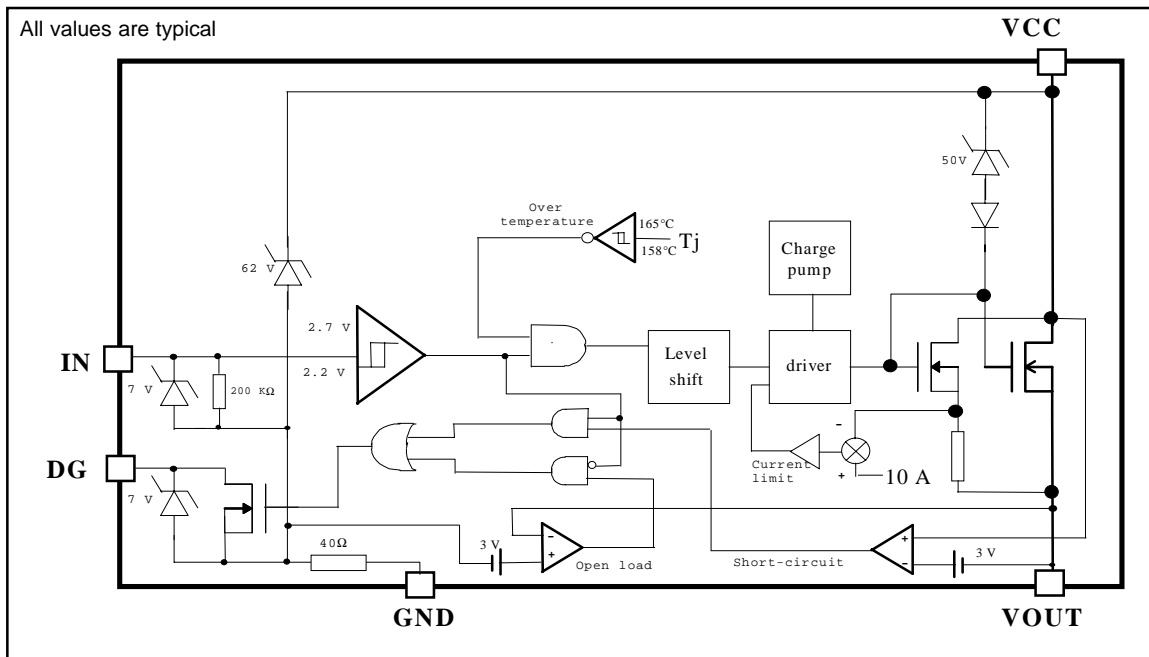 All values are typical
VCC
50V
Over
temperature
165°C
158°C
Tj
Charge
pump
62 V
2.7 V
2.2 V
IN
7 V
200 KΩ
Level
shift
driver
-
+
10 A
Current
limit
DG
7 V
40Ω
3 V
-
+
Open load
Short-circuit
+
-
3 V
GND
VOUT